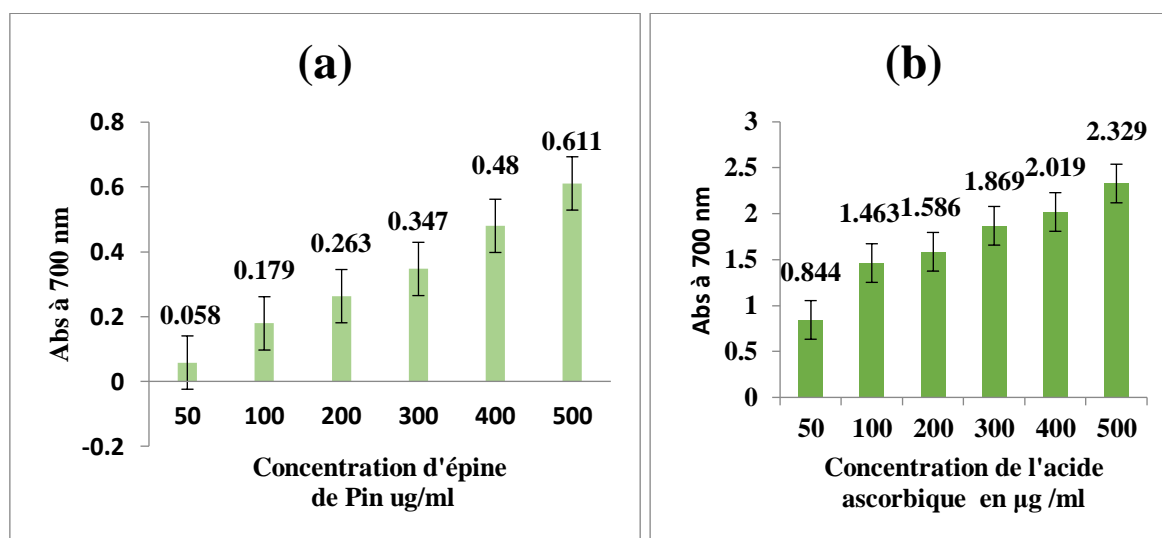 (a)
Abs à 700 nm
0.8
0.6
0.4
0.2
0
-0.2
0.058
0.179
0.263
0.347
0.48
0.611
50 100 200 300 400 500
Concentration d'épine
de Pin ug/ml
(b)
Abs à 700 nm
3
2.5
2
1.5
1
0.5
0
0.844
1.463
1.586
1.869
2.019
2.329
50 100 200 300 400 500
Concentration de l'acide
ascorbique en µg /ml